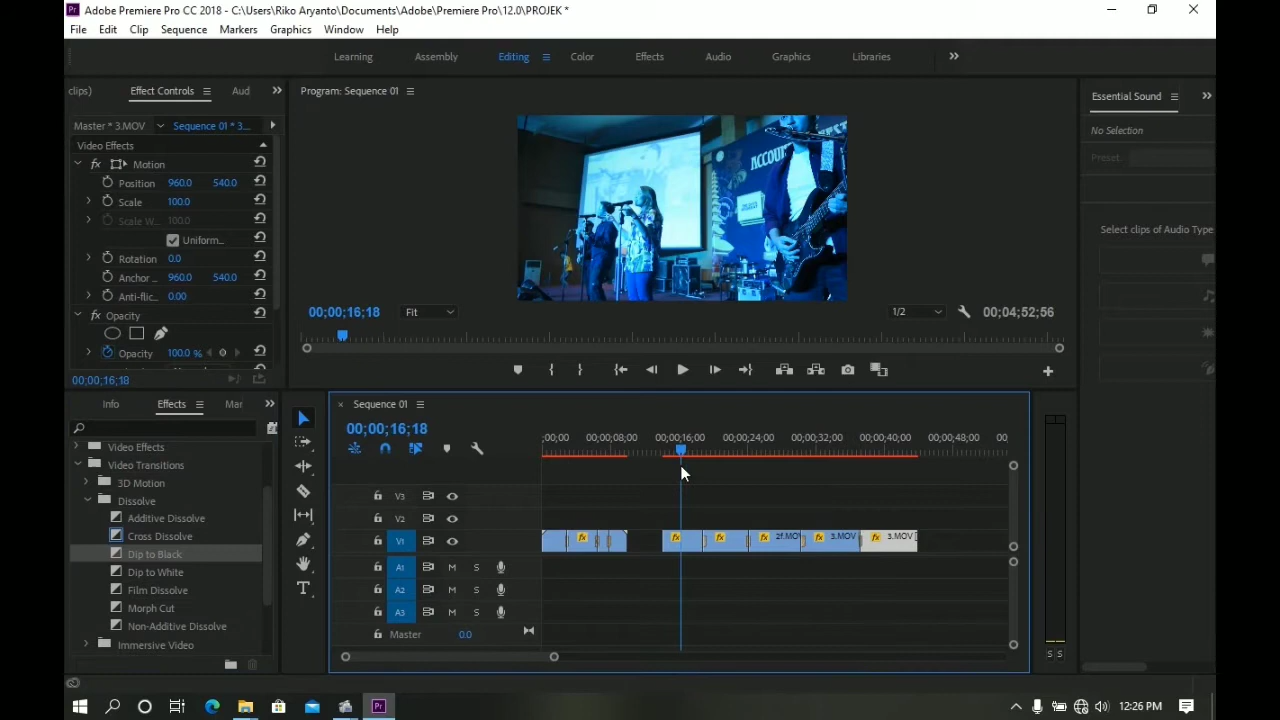 Adobe Premiere Pro CC 2018 - C:\Users\Riko Aryanto\Documents\Adobe\Premiere Pro\12.0\PROJEK *
File Edit Clip Sequence Markers Graphics Window Help
Learning Assembly Editing Color Effects Audio Graphics Libraries
clips) Effect Controls Aud
Program: Sequence 01
Essential Sound
Master * 3.MOV Sequence 01 * 3...
No Selection
Video Effects
Preset:
fx Motion
Position 960.0 540.0
Scale 100.0
Scale W... 100.0
Uniform...
Rotation 0.0
Anchor ... 960.0 540.0
Anti-flic... 0.00
fx Opacity
Opacity 100.0 %
00;00;16;18
ACCOU
Select clips of Audio Type
00;00;16;18 Fit 1/2 00;04;52;56
Info Effects Mar
Video Effects
Video Transitions
3D Motion
Dissolve
Additive Dissolve
Cross Dissolve
Dip to Black
Dip to White
Film Dissolve
Morph Cut
Non-Additive Dissolve
Immersive Video
× Sequence 01
00;00;16;18
;00;00 00;00;08;00 00;00;16;00 00;00;24;00 00;00;32;00 00;00;40;00 00;00;48;00 00;
V3
V2
V1 fx fx fx fx 2f.MOV fx 3.MOV fx 3.MOV [
A1 M S
A2 M S
A3 M S
Master 0.0
S S
12:26 PM